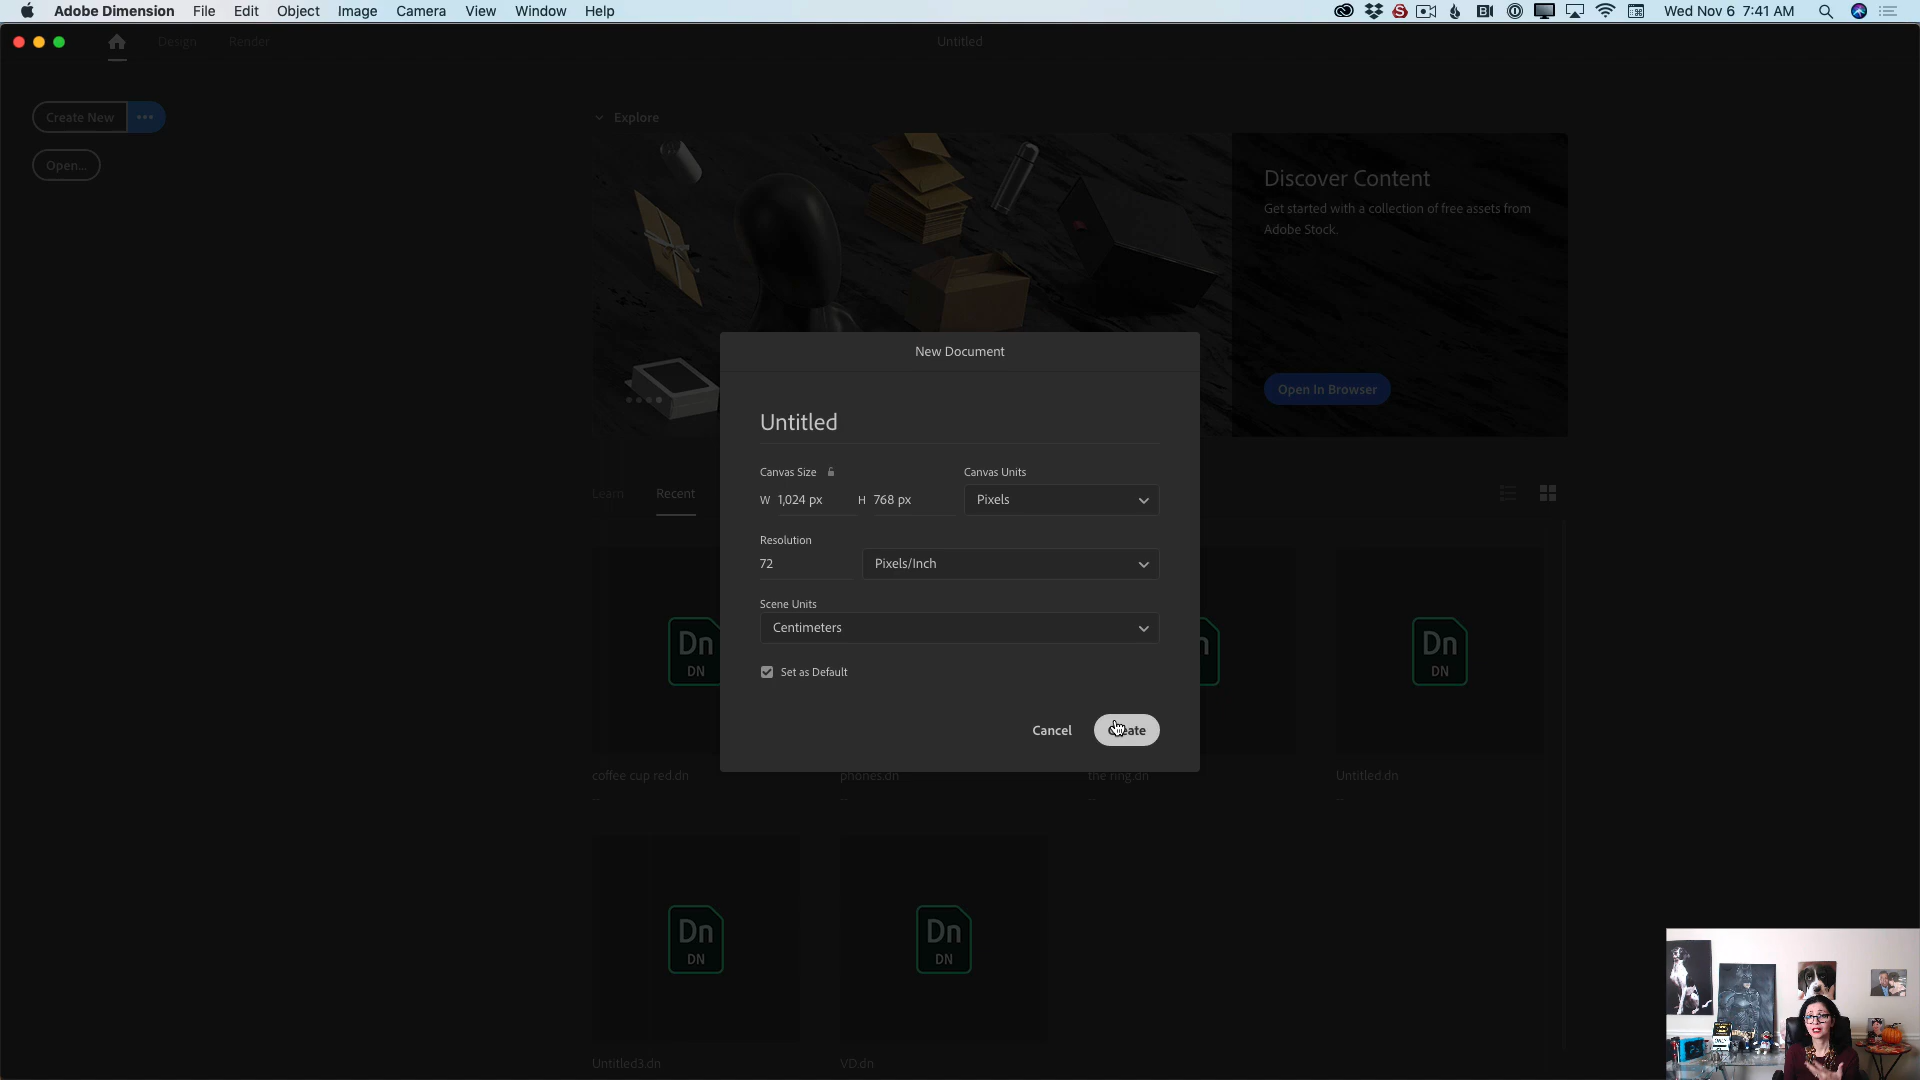 Adobe Dimension File Edit Object Image Camera View Window Help
Wed Nov 6 7:41 AM
Design Render
Untitled
Create New
Open...
Explore
Discover Content
Get started with a collection of free assets from
Adobe Stock.
Open In Browser
Learn Recent
New Document
Untitled
Canvas Size
Canvas Units
W 1,024 px H 768 px
Pixels
Resolution
72
Pixels/Inch
Scene Units
Centimeters
Set as Default
Cancel
Dn
DN
Dn
DN
coffee cup red.dn
phones.dn
the ring.dn
Untitled.dn
Dn
DN
Dn
DN
Untitled3.dn
VD.dn